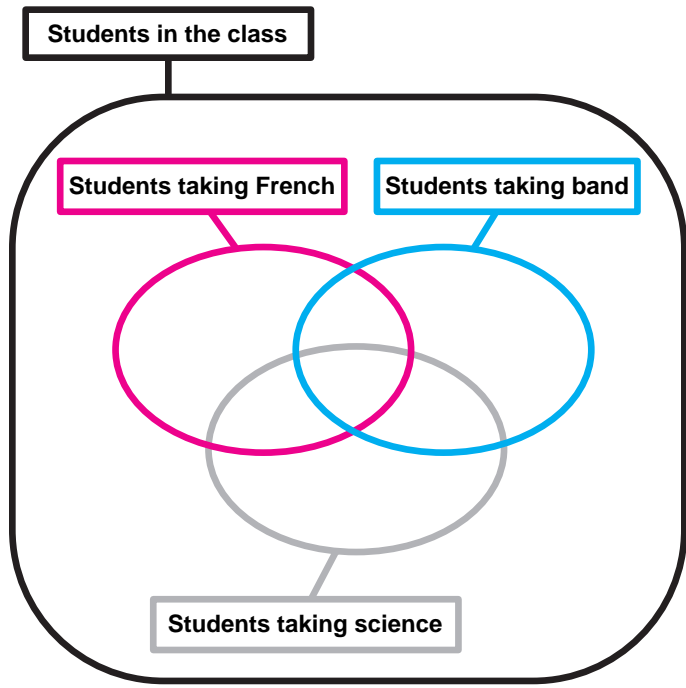 Students in the class
Students taking French
Students taking band
Students taking science